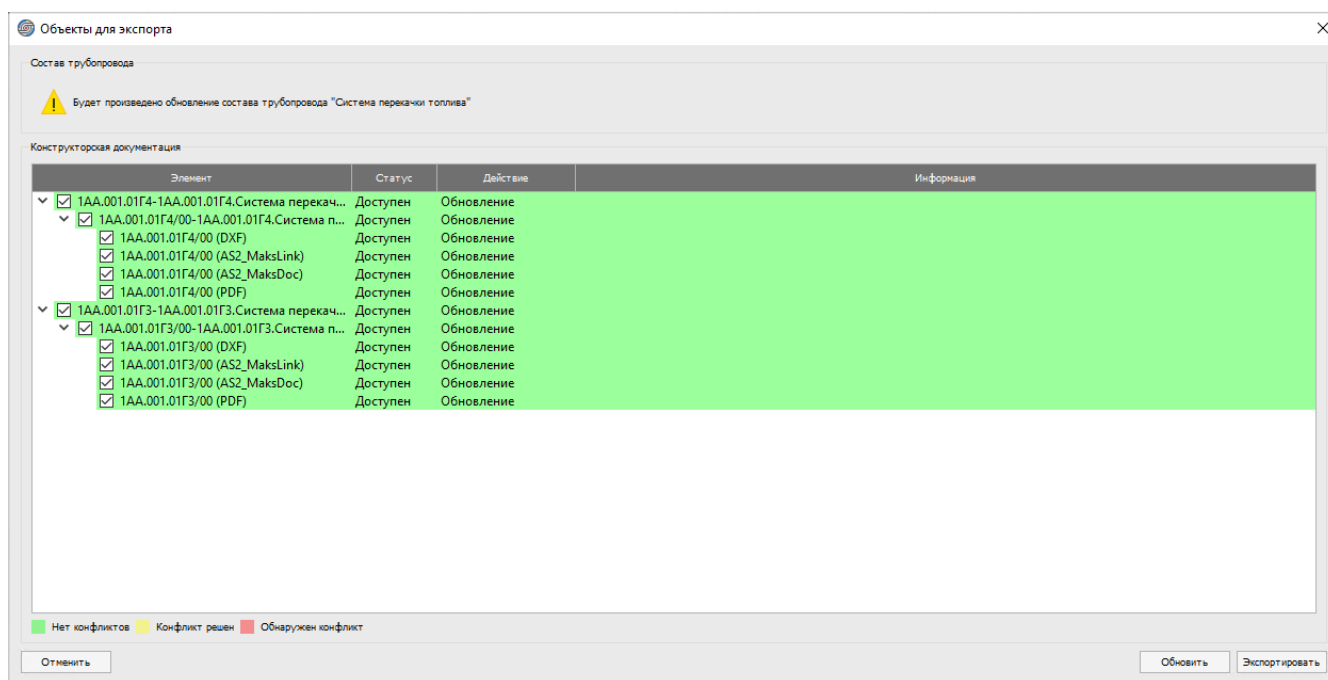 Объекты для экспорта
Состав трубопровода
Будет произведено обновление состава трубопровода "Система перекачки топлива"
Конструкторская документация
Элемент Статус Действие Информация
1АА.001.01Г4-1АА.001.01Г4.Система перекач... Доступен Обновление
1АА.001.01Г4/00-1АА.001.01Г4.Система п... Доступен Обновление
1АА.001.01Г4/00 (DXF) Доступен Обновление
1АА.001.01Г4/00 (AS2_MaksLink) Доступен Обновление
1АА.001.01Г4/00 (AS2_MaksDoc) Доступен Обновление
1АА.001.01Г4/00 (PDF) Доступен Обновление
1АА.001.01Г3-1АА.001.01Г3.Система перекач... Доступен Обновление
1АА.001.01Г3/00-1АА.001.01Г3.Система п... Доступен Обновление
1АА.001.01Г3/00 (DXF) Доступен Обновление
1АА.001.01Г3/00 (AS2_MaksLink) Доступен Обновление
1АА.001.01Г3/00 (AS2_MaksDoc) Доступен Обновление
1АА.001.01Г3/00 (PDF) Доступен Обновление
Нет конфликтов Конфликт решен Обнаружен конфликт
Отменить Обновить Экспортировать